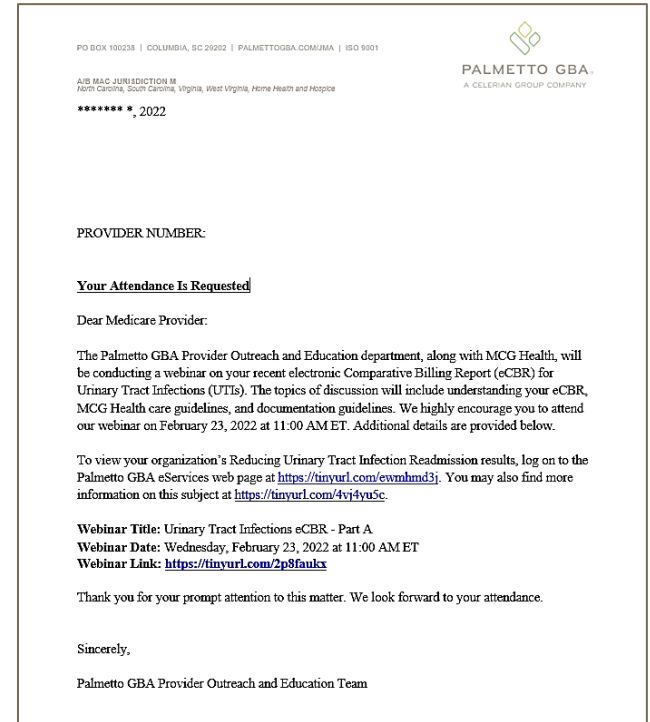 PO BOX 100238 | COLUMBIA, SC 29202 | PALMETTOGBA.COM/JMA | ISO 9001
PALMETTO GBA®
A CELERIAN GROUP COMPANY
A/B MAC JURISDICTION M
North Carolina, South Carolina, Virginia, West Virginia, Home Health and Hospice
******* *, 2022
PROVIDER NUMBER:
Your Attendance Is Requested
Dear Medicare Provider:
The Palmetto GBA Provider Outreach and Education department, along with MCG Health, will
be conducting a webinar on your recent electronic Comparative Billing Report (eCBR) for
Urinary Tract Infections (UTIs). The topics of discussion will include understanding your eCBR,
MCG Health care guidelines, and documentation guidelines. We highly encourage you to attend
our webinar on February 23, 2022 at 11:00 AM ET. Additional details are provided below.
To view your organization's Reducing Urinary Tract Infection Readmission results, log on to the
Palmetto GBA eServices web page at https://tinyurl.com/ewmhmd3j. You may also find more
information on this subject at https://tinyurl.com/4vj4yu5c.
Webinar Title: Urinary Tract Infections eCBR - Part A
Webinar Date: Wednesday, February 23, 2022 at 11:00 AM ET
Webinar Link: https://tinyurl.com/2p8faukx
Thank you for your prompt attention to this matter. We look forward to your attendance.
Sincerely,
Palmetto GBA Provider Outreach and Education Team